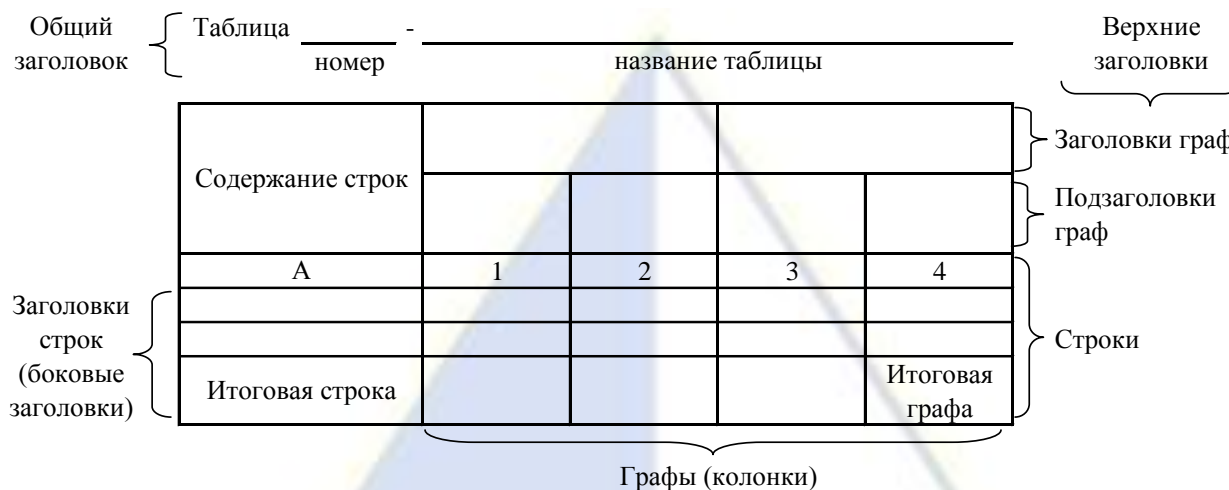 Общий
заголовок
Таблица -
номер
название таблицы
Верхние
заголовки
Содержание строк
Заголовки граф
Подзаголовки
граф
А 1 2 3 4
Заголовки
строк
(боковые
заголовки)
Строки
Итоговая строка
Итоговая
графа
Графы (колонки)